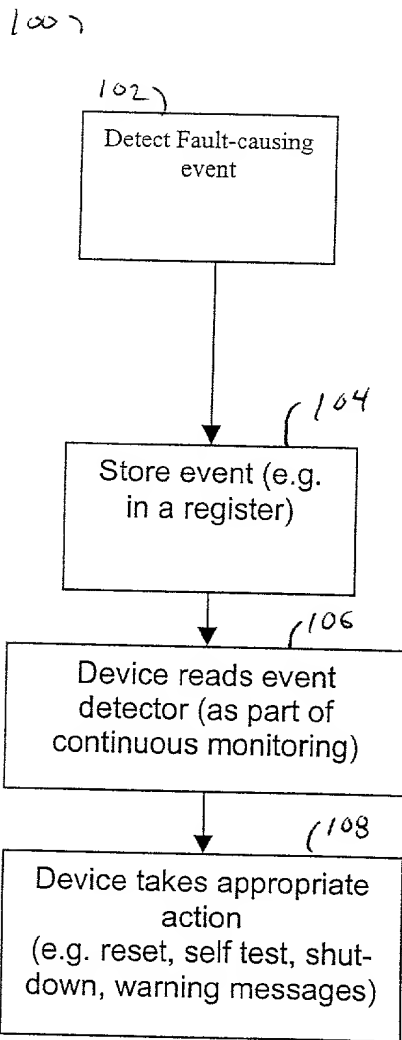 100
102
Detect Fault-causing
event
104
Store event (e.g.
in a register)
106
Device reads event
detector (as part of
continuous monitoring)
108
Device takes appropriate
action
(e.g. reset, self test, shut-
down, warning messages)